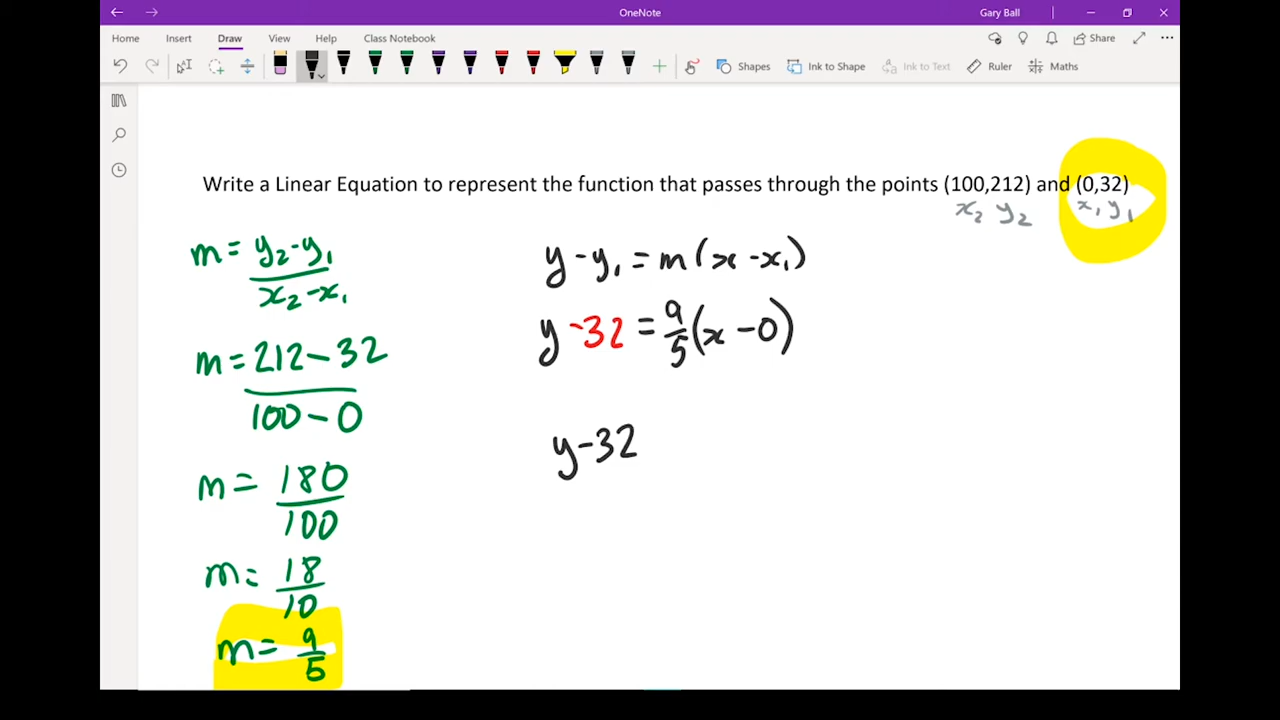 OneNote
Gary Ball
Home Insert Draw View Help Class Notebook
Share
Shapes Ink to Shape Ink to Text Ruler Maths
Write a Linear Equation to represent the function that passes through the points (100,212) and (0,32)
x₂ y₂ x₁ y₁
m = y₂-y₁ / x₂-x₁
y-y₁ = m(x-x₁)
y-32 = 9/5(x-0)
m = 212-32 / 100-0
y-32
m = 180/100
m = 18/10
m = 9/5